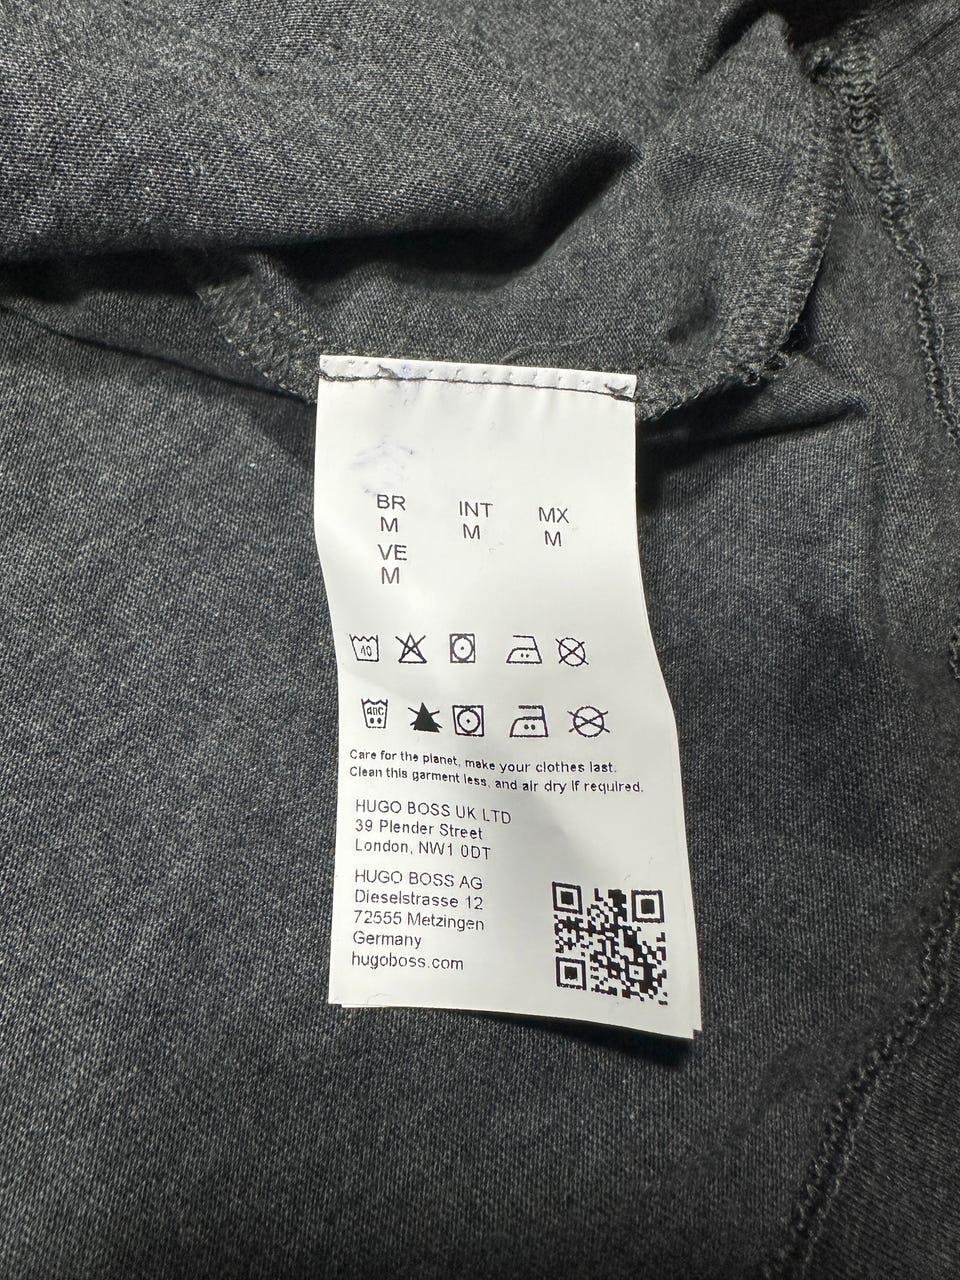 BR INT MX
M M M
VE
M
40
40C
Care for the planet, make your clothes last.
Clean this garment less, and air dry if required.
HUGO BOSS UK LTD
39 Plender Street
London, NW1 0DT
HUGO BOSS AG
Dieselstrasse 12
72555 Metzingen
Germany
hugoboss.com